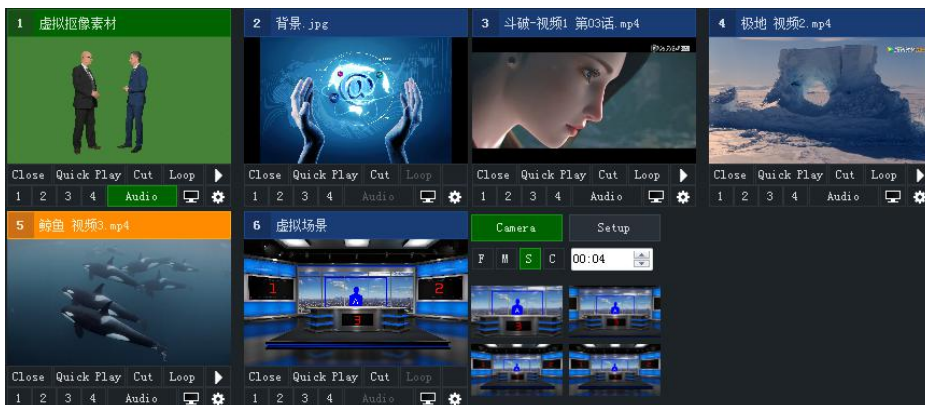 1 虚拟抠像素材
2 背景.jpg
3 斗破-视频1 第03话.mp4
4 极地 视频2.mp4
Close Quick Play Cut Loop
Close Quick Play Cut Loop
Close Quick Play Cut Loop
Close Quick Play Cut Loop
1 2 3 4 Audio
1 2 3 4 Audio
1 2 3 4 Audio
1 2 3 4 Audio
5 鲸鱼 视频3.mp4
6 虚拟场景
Camera Setup
F M S C 00:04
1 2
A
3
Close Quick Play Cut Loop
Close Quick Play Cut Loop
1 2 3 4 Audio
1 2 3 4 Audio